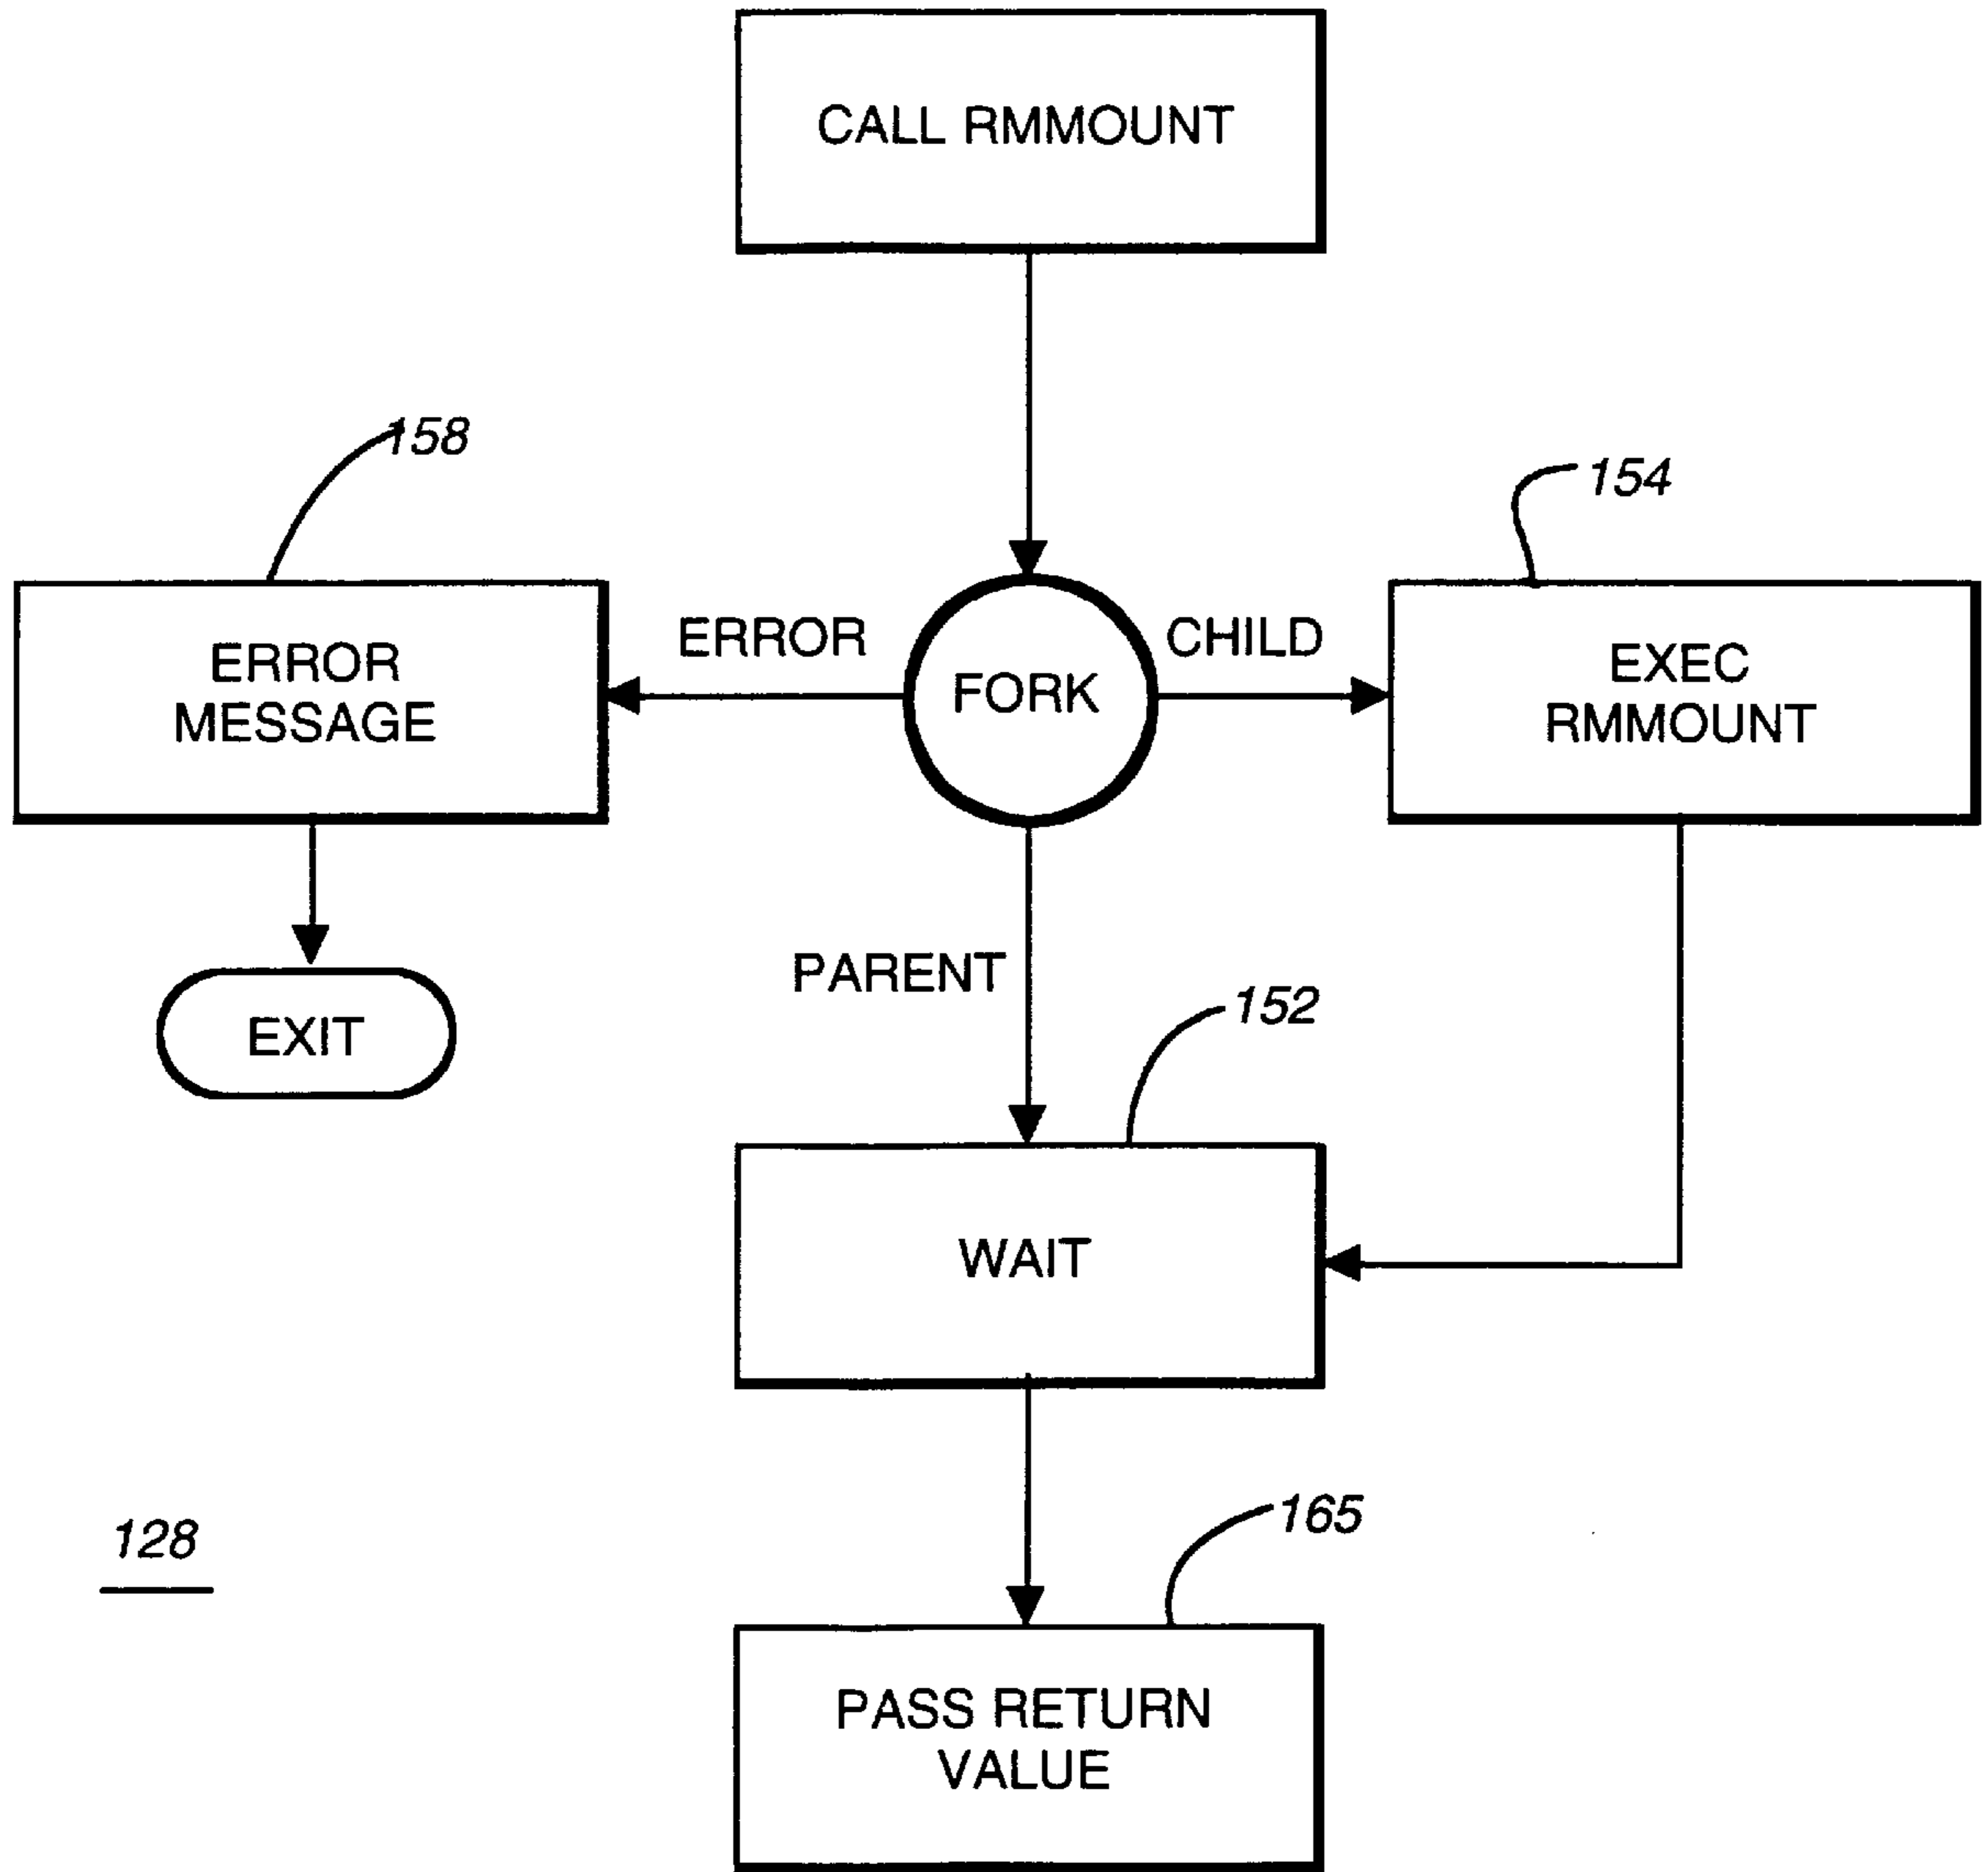 CALL RMMOUNT
158
154
ERROR
MESSAGE
ERROR
FORK
CHILD
EXEC
RMMOUNT
PARENT
EXIT
152
WAIT
128
165
PASS RETURN
VALUE